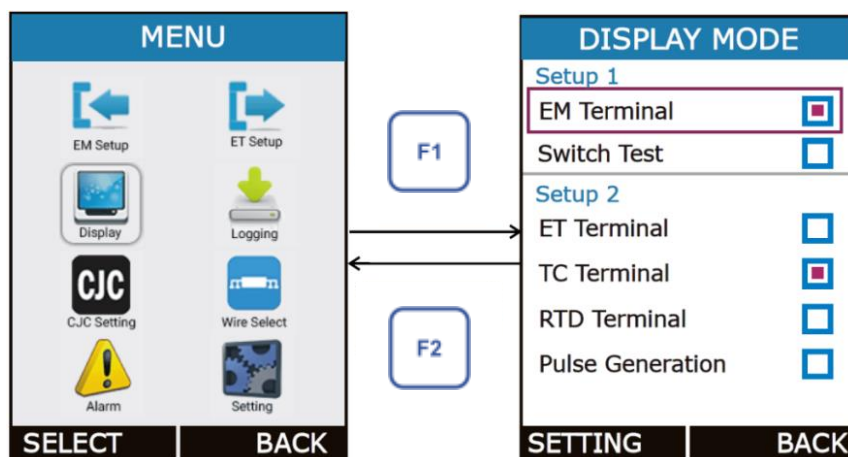 MENU
EM Setup
ET Setup
Display
Logging
CJC
CJC Setting
Wire Select
Alarm
Setting
SELECT
BACK
F1
F2
DISPLAY MODE
Setup 1
EM Terminal
Switch Test
Setup 2
ET Terminal
TC Terminal
RTD Terminal
Pulse Generation
SETTING
BACK